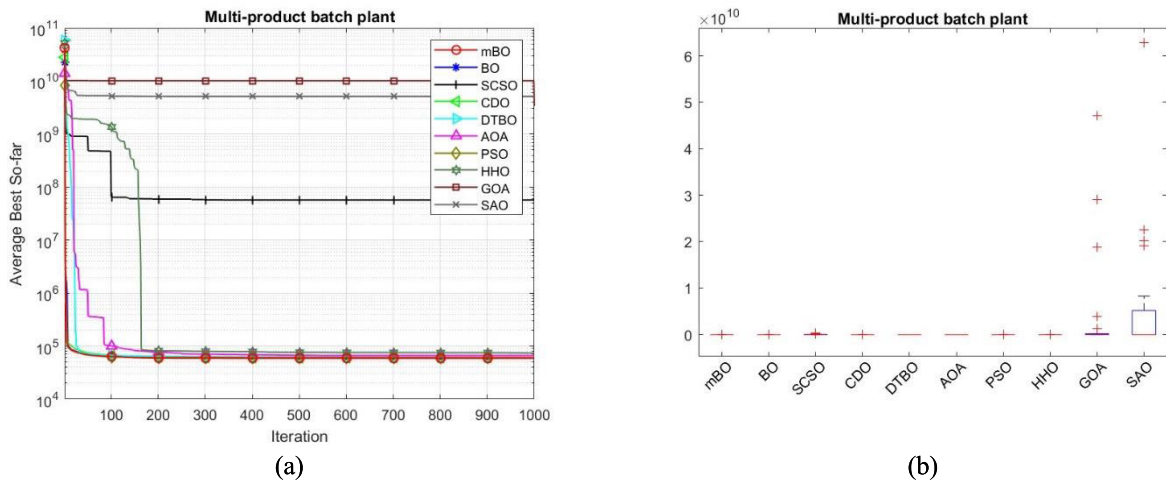 Multi-product batch plant
10^11
10^10
10^9
10^8
10^7
10^6
10^5
10^4
Average Best So-far
mBO
BO
SCSO
CDO
DTBO
AOA
PSO
HHO
GOA
SAO
100 200 300 400 500 600 700 800 900 1000
Iteration
(a)
×10^10
Multi-product batch plant
6
5
4
3
2
1
0
mBO BO SCSO CDO DTBO AOA PSO HHO GOA SAO
(b)